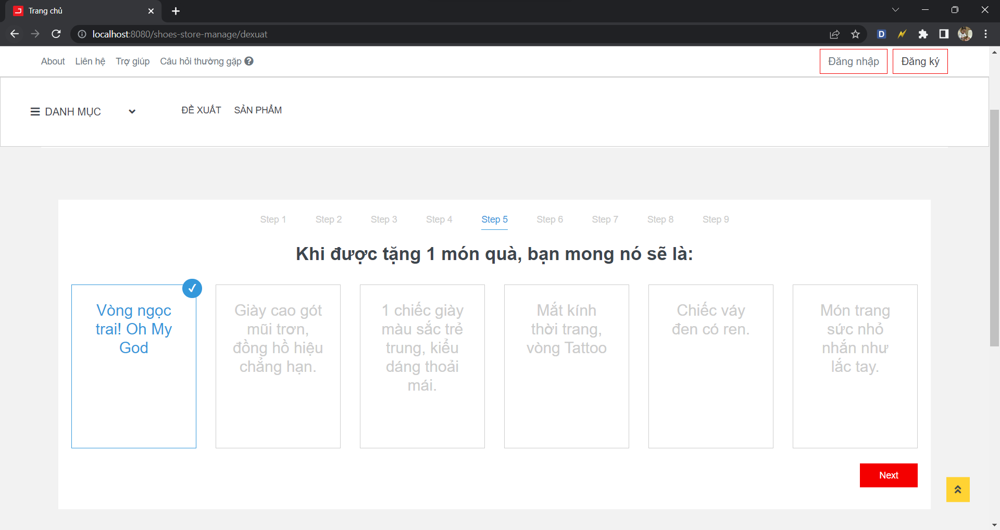 Trang chủ
localhost:8080/shoes-store-manage/dexuat
D
About Liên hệ Trợ giúp Câu hỏi thường gặp ?
Đăng nhập Đăng ký
DANH MỤC ĐỀ XUẤT SẢN PHẨM
Step 1 Step 2 Step 3 Step 4 Step 5 Step 6 Step 7 Step 8 Step 9
Khi được tặng 1 món quà, bạn mong nó sẽ là:
Vòng ngọc
trai! Oh My
God
Giày cao gót
mũi trơn,
đồng hồ hiệu
chẳng hạn.
1 chiếc giày
màu sắc trẻ
trung, kiểu
dáng thoải
mái.
Mắt kính
thời trang,
vòng Tattoo
Chiếc váy
đen có ren.
Món trang
sức nhỏ
nhắn như
lắc tay.
Next